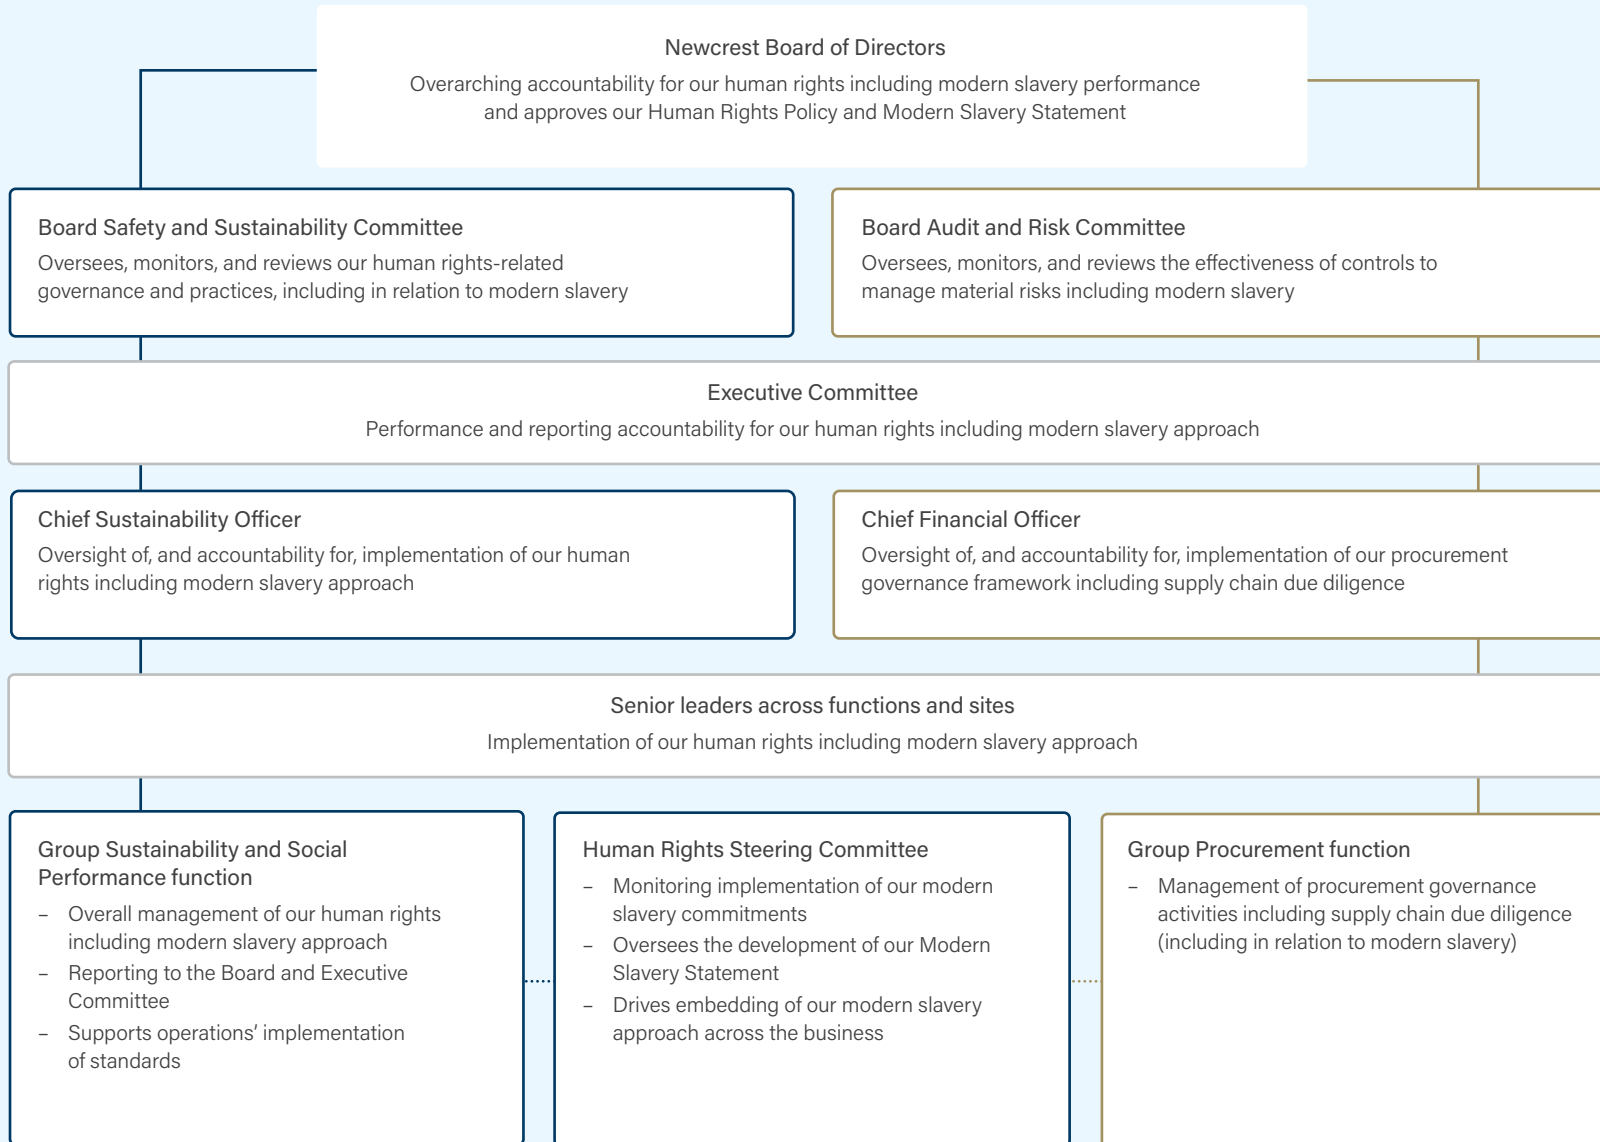 Newcrest Board of Directors
Overarching accountability for our human rights including modern slavery performance
and approves our Human Rights Policy and Modern Slavery Statement
Board Safety and Sustainability Committee
Oversees, monitors, and reviews our human rights-related
governance and practices, including in relation to modern slavery
Board Audit and Risk Committee
Oversees, monitors, and reviews the effectiveness of controls to
manage material risks including modern slavery
Executive Committee
Performance and reporting accountability for our human rights including modern slavery approach
Chief Sustainability Officer
Oversight of, and accountability for, implementation of our human
rights including modern slavery approach
Chief Financial Officer
Oversight of, and accountability for, implementation of our procurement
governance framework including supply chain due diligence
Senior leaders across functions and sites
Implementation of our human rights including modern slavery approach
Group Sustainability and Social
Performance function
– Overall management of our human rights
including modern slavery approach
– Reporting to the Board and Executive
Committee
– Supports operations’ implementation
of standards
Human Rights Steering Committee
– Monitoring implementation of our modern
slavery commitments
– Oversees the development of our Modern
Slavery Statement
– Drives embedding of our modern slavery
approach across the business
Group Procurement function
– Management of procurement governance
activities including supply chain due diligence
(including in relation to modern slavery)